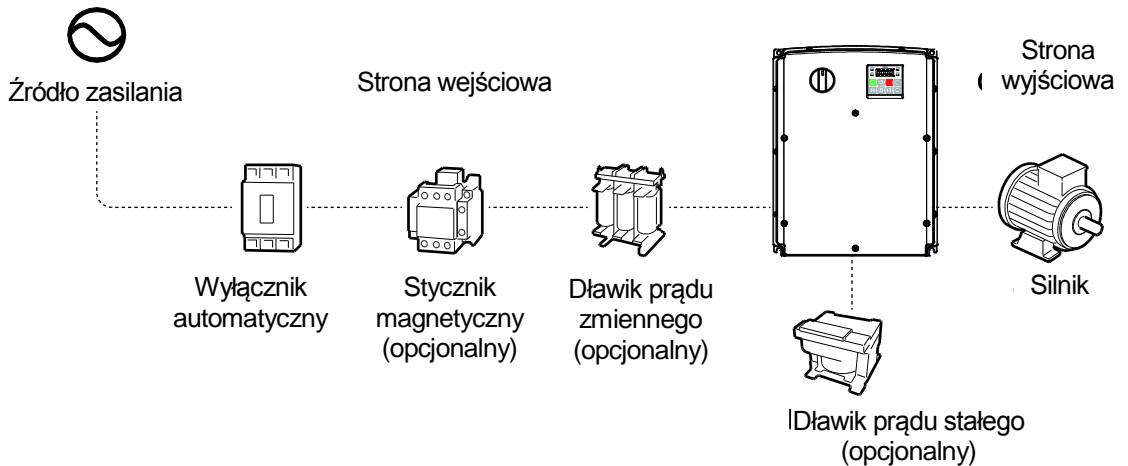 Źródło zasilania
Strona wejściowa
Strona
wyjściowa
Wyłącznik
automatyczny
Stycznik
magnetyczny
(opcjonalny)
Dławik prądu
zmiennego
(opcjonalny)
Silnik
Dławik prądu stałego
(opcjonalny)